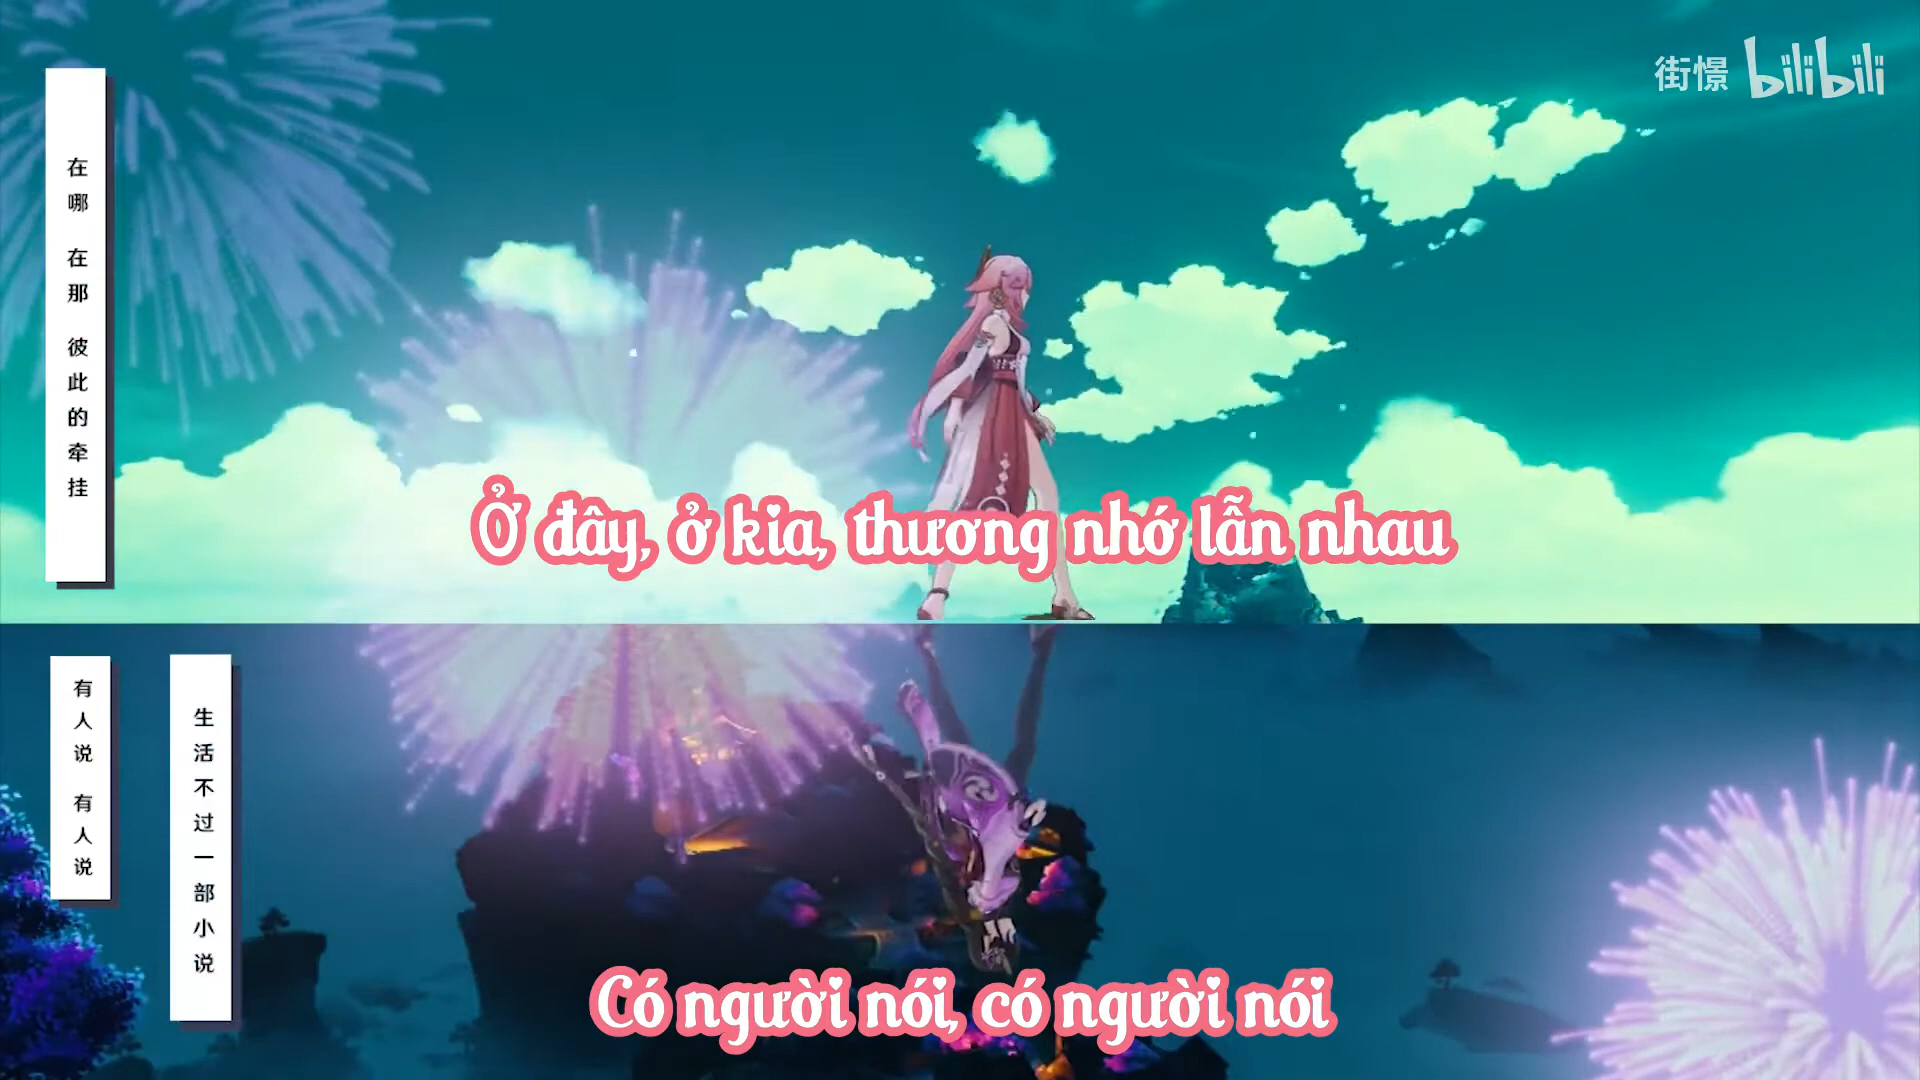 街憬 bilibili
在哪 在那 彼此的牵挂
Ở đây, ở kia, thương nhớ lẫn nhau
有人说 有人说
生活不过一部小说
Có người nói, có người nói